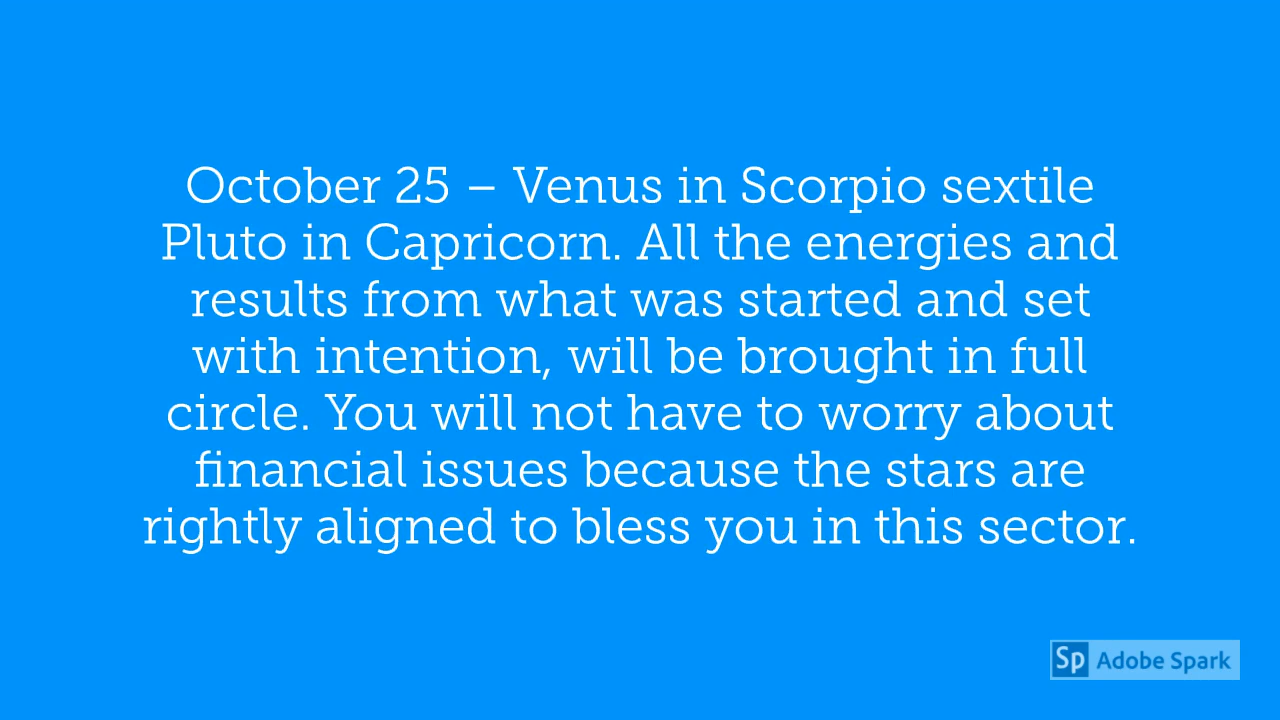 October 25 – Venus in Scorpio sextile
Pluto in Capricorn. All the energies and
results from what was started and set
with intention, will be brought in full
circle. You will not have to worry about
financial issues because the stars are
rightly aligned to bless you in this sector.
Sp Adobe Spark